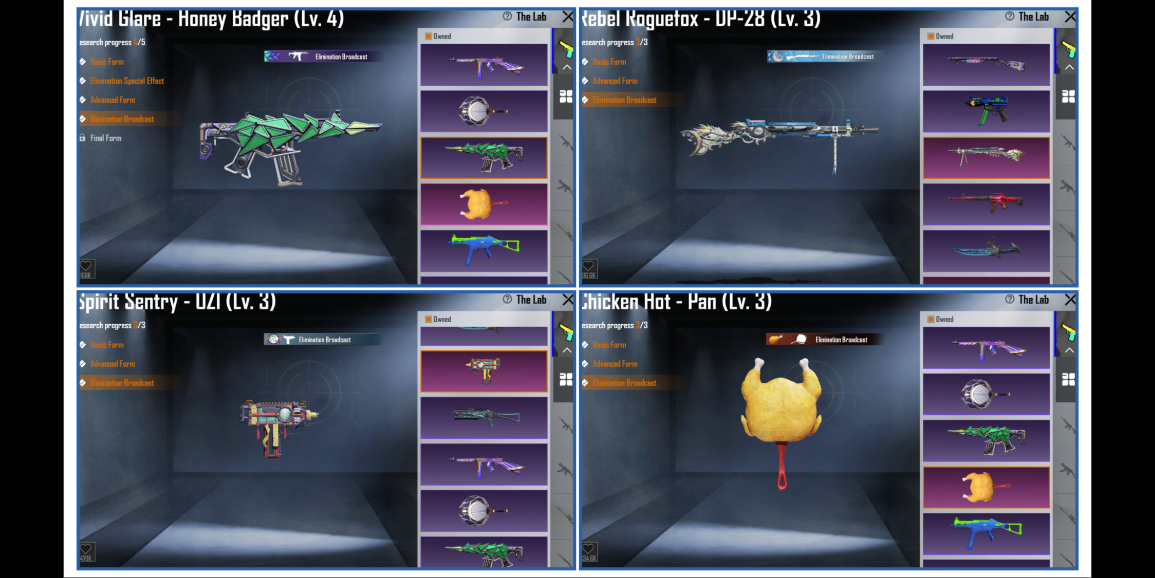 Vivid Glare - Honey Badger (Lv. 4)
The Lab
esearch progress 4/5
Owned
Elimination Broadcast
Basic Form
Elimination Special Effect
Advanced Form
Elimination Broadcast
Final Form
Rebel Roguefox - DP-28 (Lv. 3)
The Lab
esearch progress 3/3
Owned
Elimination Broadcast
Basic Form
Advanced Form
Elimination Broadcast
Spirit Sentry - UZI (Lv. 3)
The Lab
esearch progress 3/3
Owned
Elimination Broadcast
Basic Form
Advanced Form
Elimination Broadcast
Chicken Hot - Pan (Lv. 3)
The Lab
esearch progress 3/3
Owned
Elimination Broadcast
Basic Form
Advanced Form
Elimination Broadcast